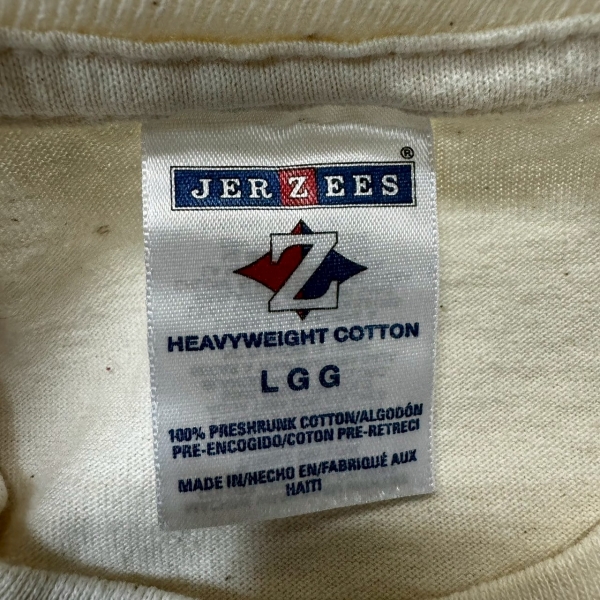 JERZEES®
Z
HEAVYWEIGHT COTTON
L G G
100% PRESHRUNK COTTON/ALGODÓN
PRE-ENCOGIDO/COTON PRE-RETRECI
MADE IN/HECHO EN/FABRIQUÉ AUX
HAITI